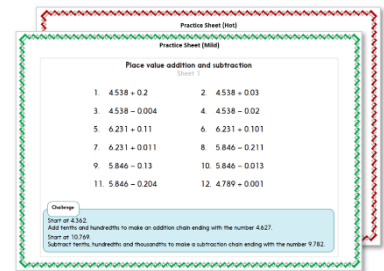 Practice Sheet (Hot)
Practice Sheet (Mild)
Place value addition and subtraction
Sheet 1
1. 4.538 + 0.2 2. 4.538 + 0.03
3. 4.538 – 0.004 4. 4.538 – 0.02
5. 6.231 + 0.11 6. 6.231 + 0.101
7. 6.231 + 0.011 8. 5.846 – 0.211
9. 5.846 – 0.13 10. 5.846 – 0.013
11. 5.846 – 0.204 12. 4.789 + 0.001
Challenge
Start at 4.362.
Add tenths and hundredths to make an addition chain ending with the number 4.627.
Start at 10.769.
Subtract tenths, hundredths and thousandths to make a subtraction chain ending with the number 9.782.